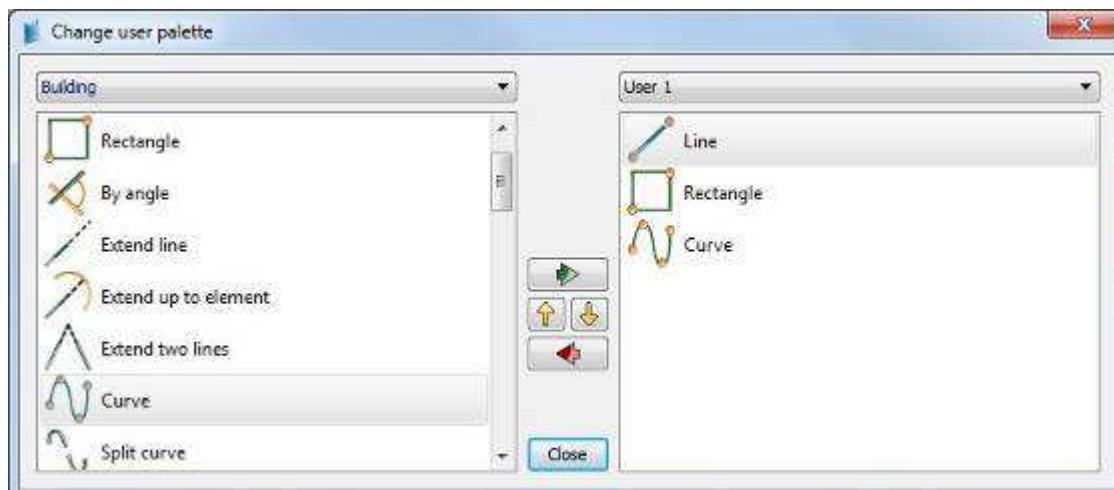 Change user palette
Building
User 1
Rectangle
By angle
Extend line
Extend up to element
Extend two lines
Curve
Split curve
Line
Rectangle
Curve
Close